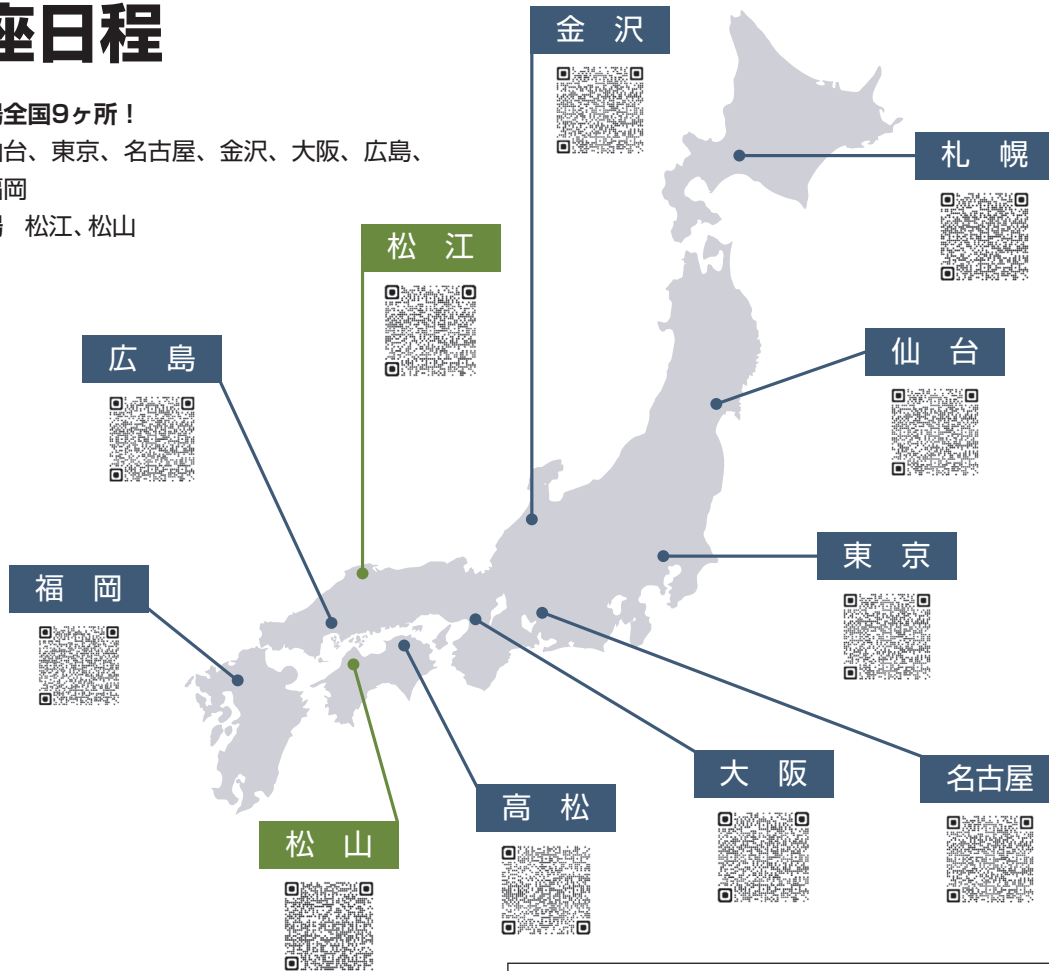 座日程
場全国9ヶ所！
仙台、東京、名古屋、金沢、大阪、広島、
福岡
場 松江、松山
金 沢
札 幌
松 江
広 島
仙 台
東 京
福 岡
大 阪
名古屋
高 松
松 山